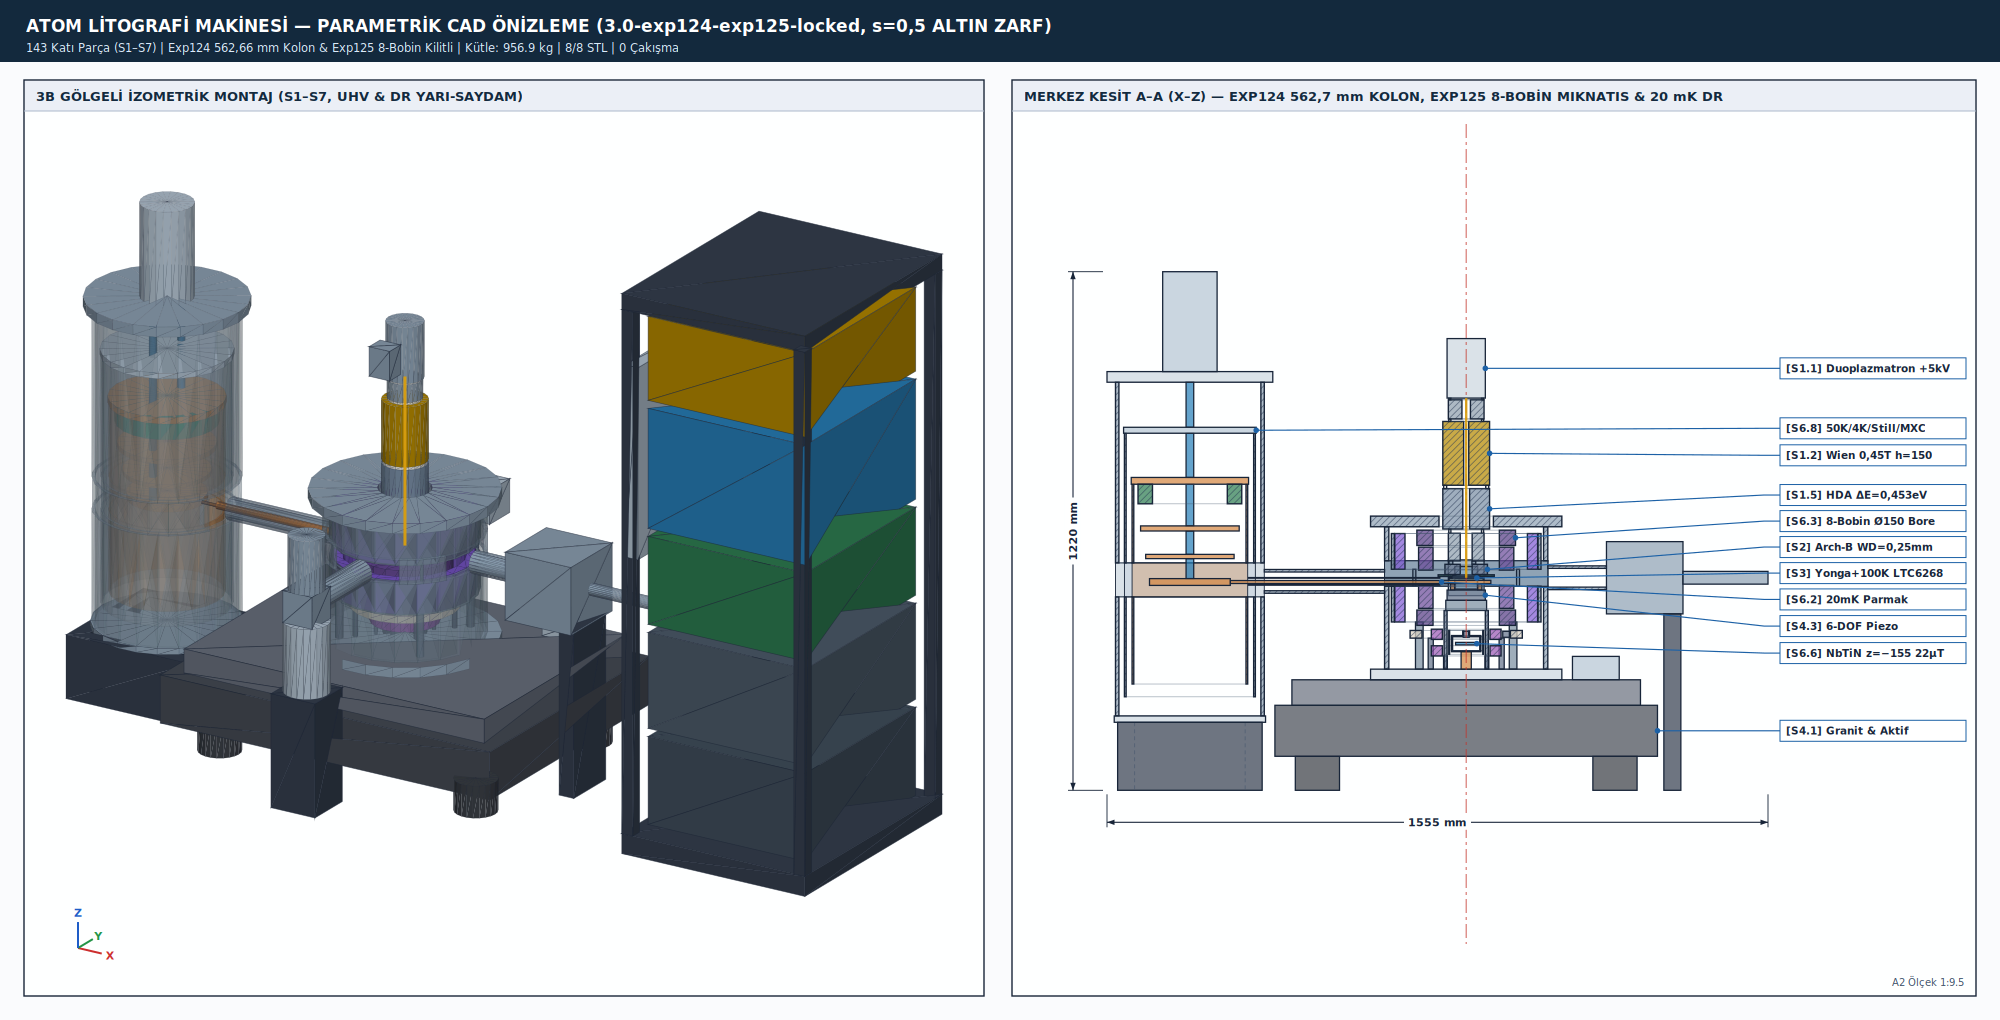 ATOM LİTOGRAFİ MAKİNESİ — PARAMETRİK CAD ÖNİZLEME (3.0-exp124-exp125-locked, s=0,5 ALTIN ZARF)
143 Katı Parça (S1–S7) | Exp124 562,66 mm Kolon & Exp125 8-Bobin Kilitli | Kütle: 956.9 kg | 8/8 STL | 0 Çakışma
3B GÖLGELİ İZOMETRİK MONTAJ (S1–S7, UHV & DR YARI-SAYDAM)
Z
Y
X
MERKEZ KESİT A–A (X–Z) — EXP124 562,7 mm KOLON, EXP125 8-BOBİN MIKNATIS & 20 mK DR
1220 mm
1555 mm
[S1.1] Duoplazmatron +5kV
[S6.8] 50K/4K/Still/MXC
[S1.2] Wien 0,45T h=150
[S1.5] HDA ΔE=0,453eV
[S6.3] 8-Bobin Ø150 Bore
[S2] Arch-B WD=0,25mm
[S3] Yonga+100K LTC6268
[S6.2] 20mK Parmak
[S4.3] 6-DOF Piezo
[S6.6] NbTiN z=−155 22µT
[S4.1] Granit & Aktif
A2 Ölçek 1:9.5